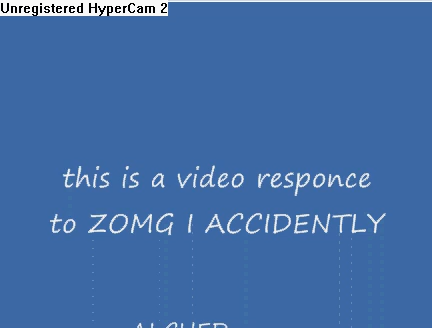 Unregistered HyperCam 2
this is a video responce
to ZOMG I ACCIDENTLY